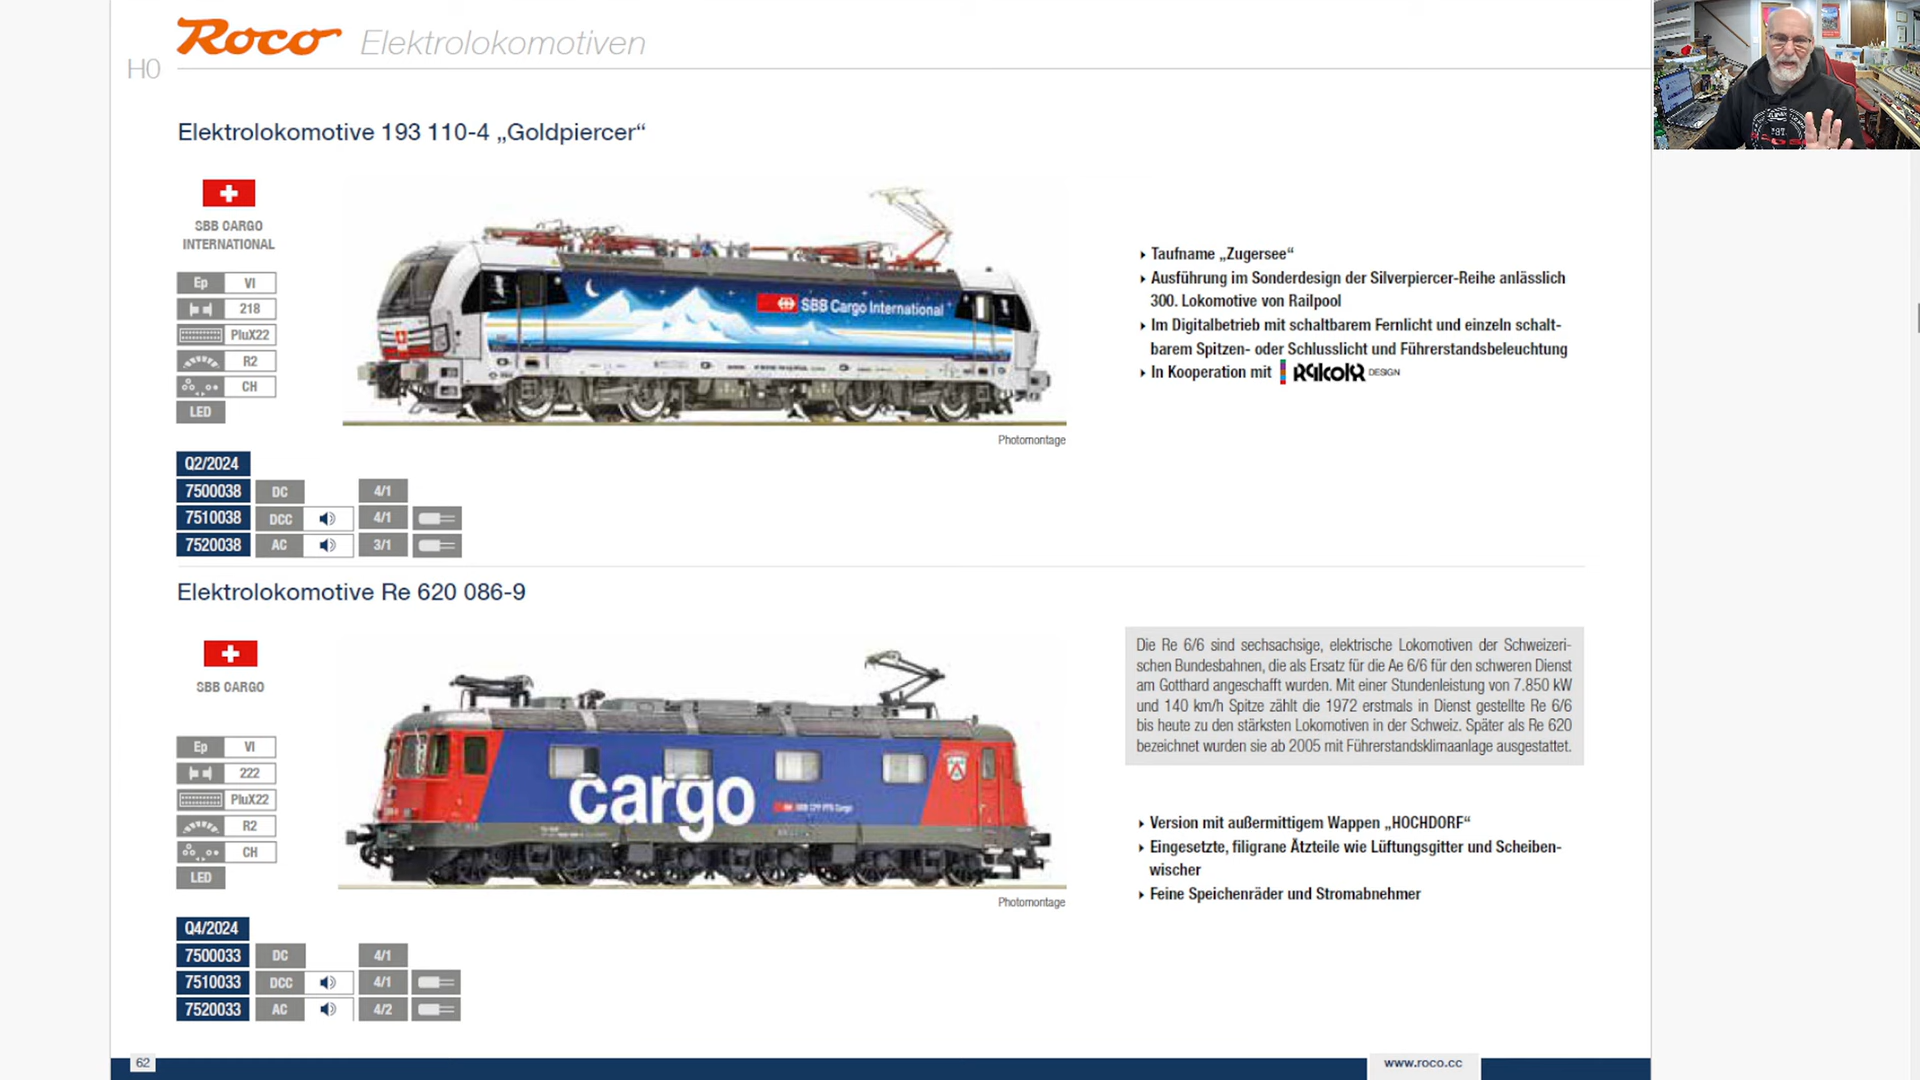 Roco Elektrolokomotiven
H0
Elektrolokomotive 193 110-4 „Goldpiercer“
SBB CARGO
INTERNATIONAL
Ep VI
218
PluX22
R2
CH
LED
SBB Cargo International
Photomontage
▸ Taufname „Zugersee“
▸ Ausführung im Sonderdesign der Silverpiercer-Reihe anlässlich
300. Lokomotive von Railpool
▸ Im Digitalbetrieb mit schaltbarem Fernlicht und einzeln schalt-
barem Spitzen- oder Schlusslicht und Führerstandsbeleuchtung
▸ In Kooperation mit Railcolor DESIGN
Q2/2024
7500038 DC 4/1
7510038 DCC 4/1
7520038 AC 3/1
Elektrolokomotive Re 620 086-9
SBB CARGO
Ep VI
222
PluX22
R2
CH
LED
cargo
SBB CFF FFS Cargo
Photomontage
Die Re 6/6 sind sechsachsige, elektrische Lokomotiven der Schweizeri-
schen Bundesbahnen, die als Ersatz für die Ae 6/6 für den schweren Dienst
am Gotthard angeschafft wurden. Mit einer Stundenleistung von 7.850 kW
und 140 km/h Spitze zählt die 1972 erstmals in Dienst gestellte Re 6/6
bis heute zu den stärksten Lokomotiven in der Schweiz. Später als Re 620
bezeichnet wurden sie ab 2005 mit Führerstandsklimaanlage ausgestattet.
▸ Version mit außermittigem Wappen „HOCHDORF“
▸ Eingesetzte, filigrane Ätzteile wie Lüftungsgitter und Scheiben-
wischer
▸ Feine Speichenräder und Stromabnehmer
Q4/2024
7500033 DC 4/1
7510033 DCC 4/1
7520033 AC 4/2
62
www.roco.cc